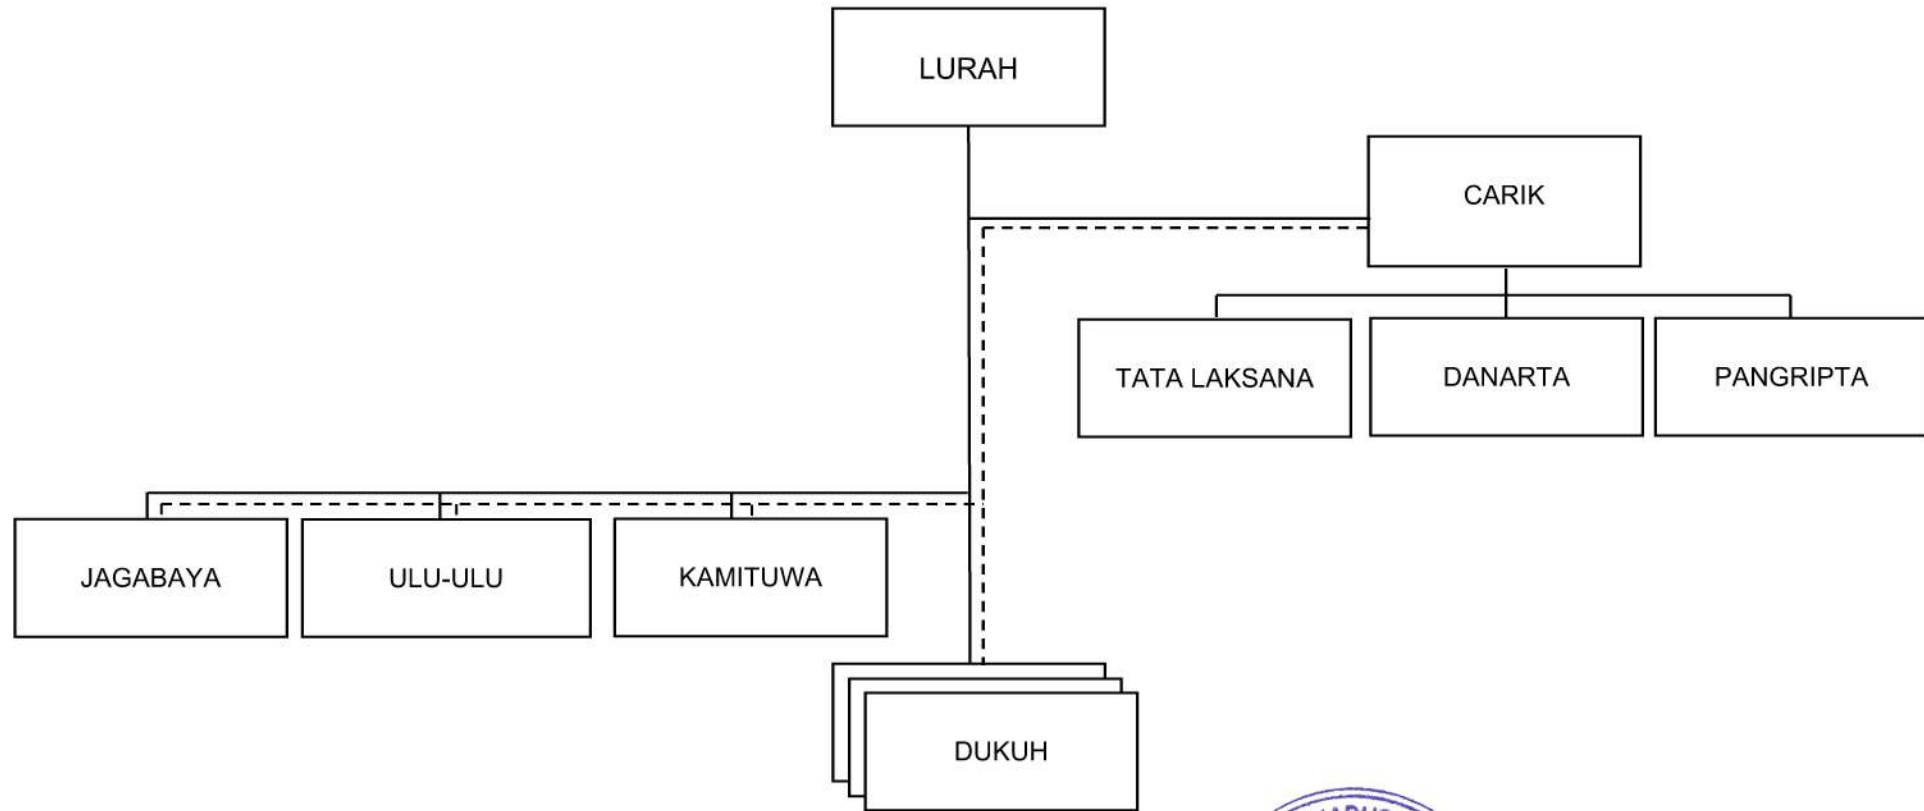 LURAH
CARIK
TATA LAKSANA
DANARTA
PANGRIPTA
JAGABAYA
ULU-ULU
KAMITUWA
DUKUH